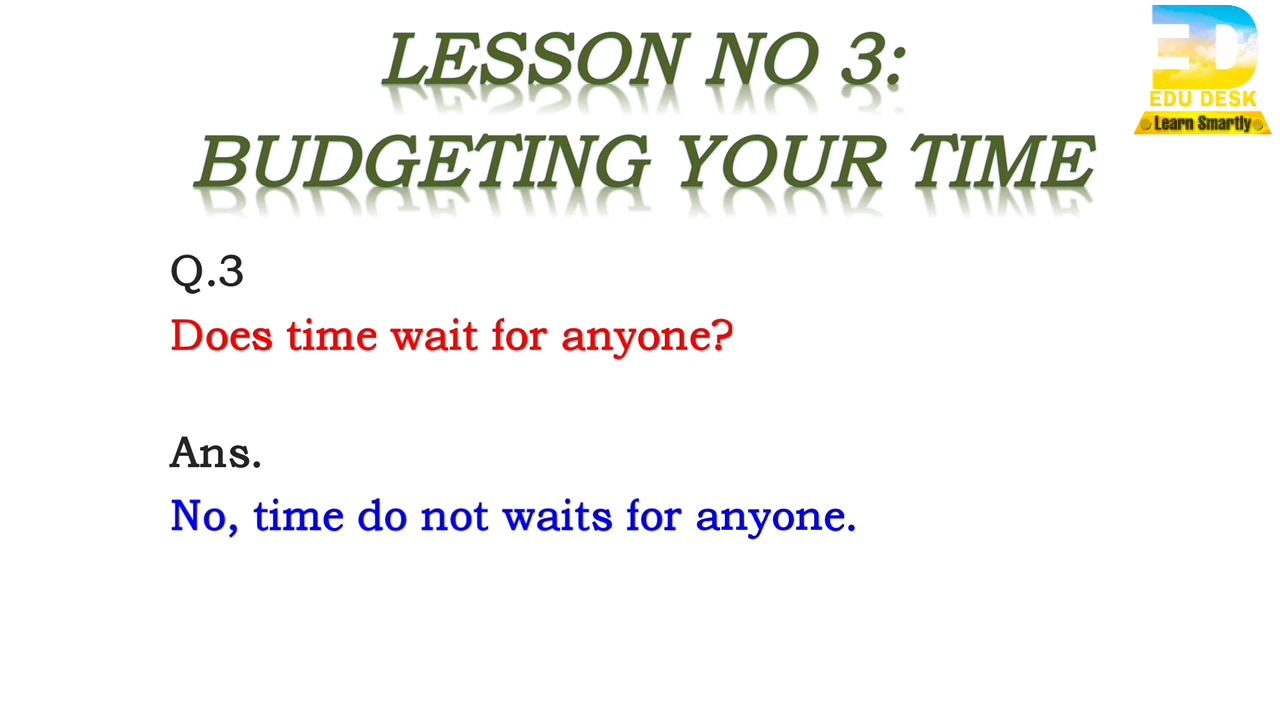 LESSON NO 3:
BUDGETING YOUR TIME
ED
EDU DESK
Learn Smartly
Q.3
Does time wait for anyone?
Ans.
No, time do not waits for anyone.